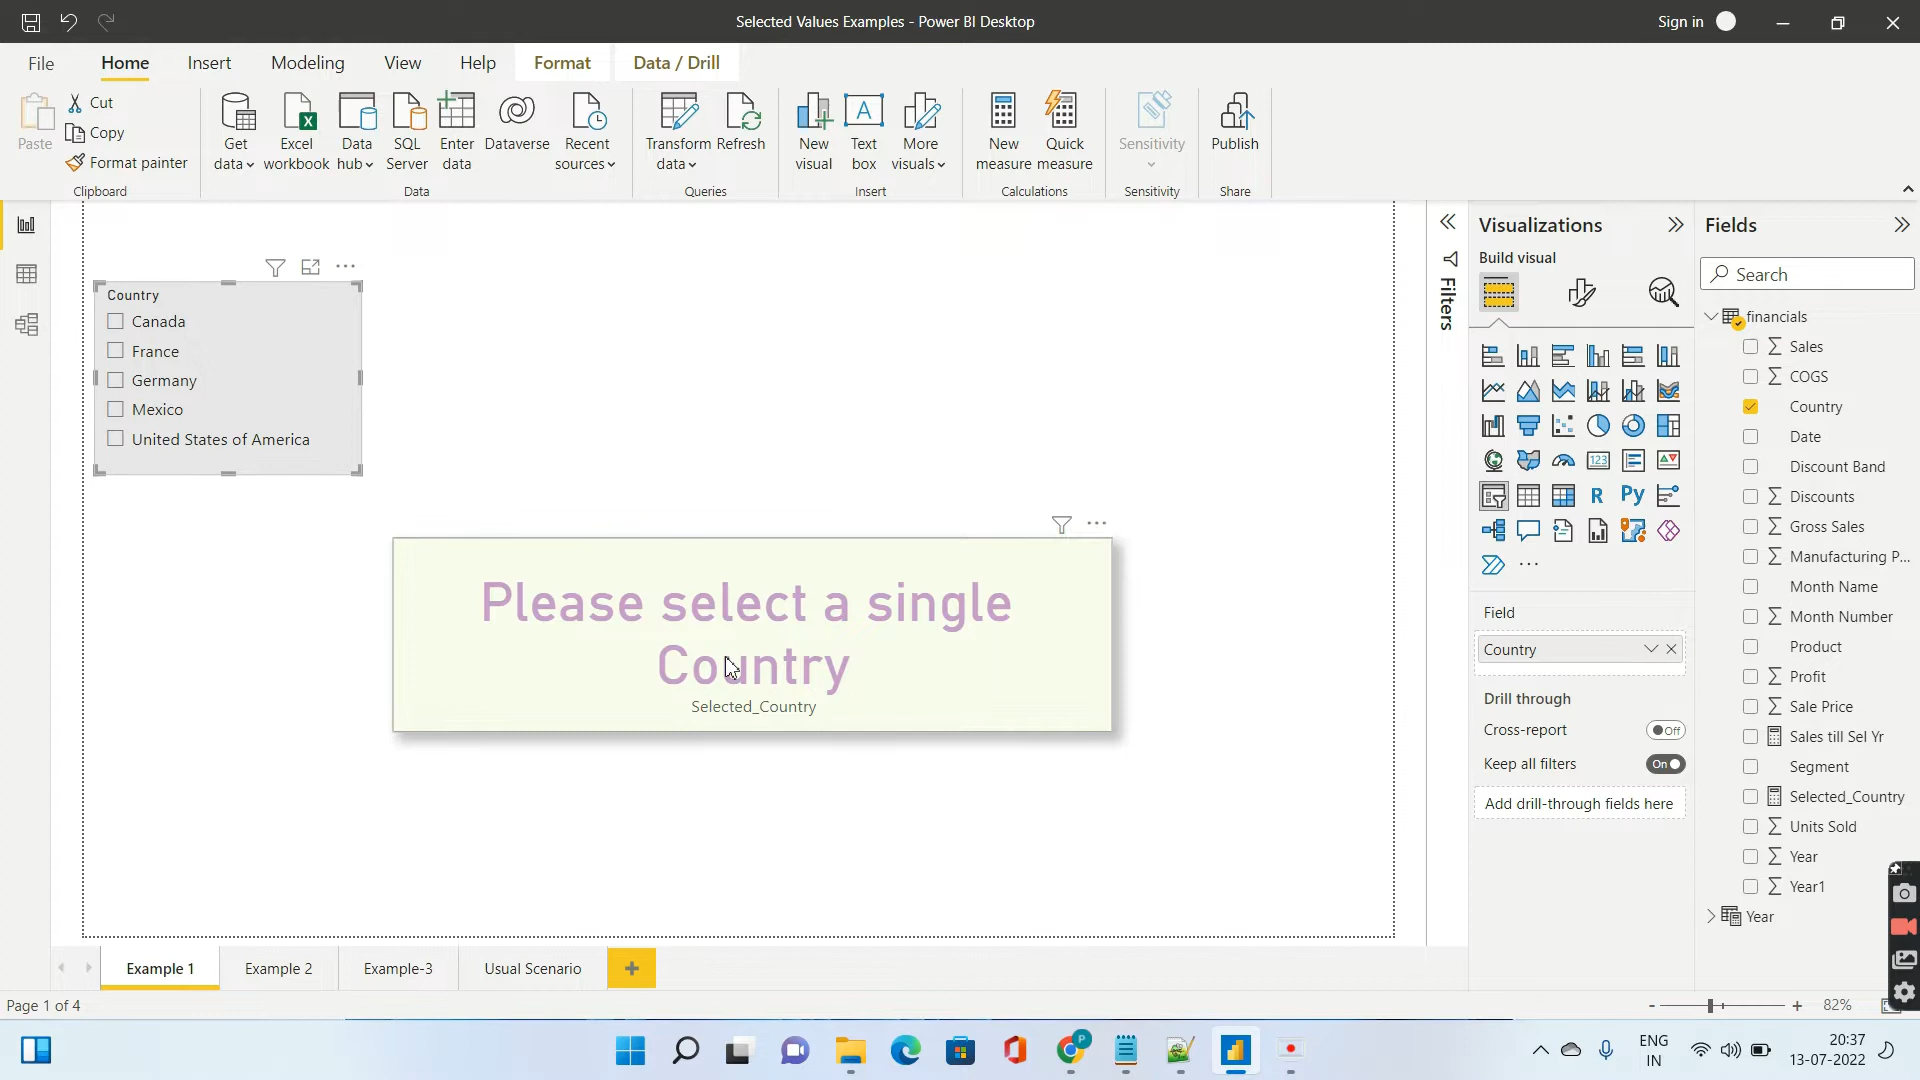 Selected Values Examples - Power BI Desktop
Sign in
File
Home
Insert
Modeling
View
Help
Format
Data / Drill
Paste
Cut
Copy
Format painter
Clipboard
Get data
Excel workbook
Data hub
SQL Server
Enter data
Dataverse
Recent sources
Data
Transform data
Refresh
Queries
New visual
Text box
A
More visuals
Insert
New measure
Quick measure
Calculations
Sensitivity
Sensitivity
Publish
Share
Country
Canada
France
Germany
Mexico
United States of America
Please select a single
Country
Selected_Country
Filters
Visualizations
Build visual
123
R
Py
Field
Country
Drill through
Cross-report
Off
Keep all filters
On
Add drill-through fields here
Fields
Search
financials
Sales
COGS
Country
Date
Discount Band
Discounts
Gross Sales
Manufacturing P...
Month Name
Month Number
Product
Profit
Sale Price
Sales till Sel Yr
Segment
Selected_Country
Units Sold
Year
Year1
Year
Example 1
Example 2
Example-3
Usual Scenario
+
Page 1 of 4
- + 82%
P
ENG
IN
20:37
13-07-2022